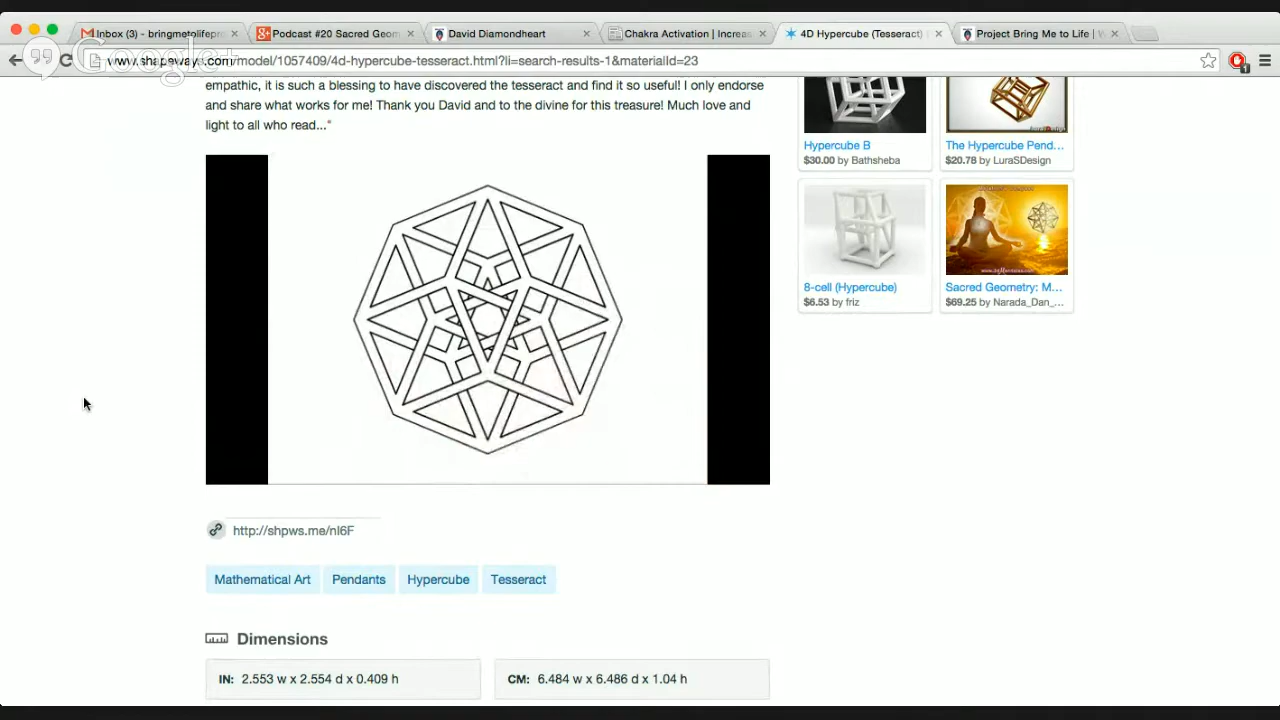 Inbox (3) - bringmetolifepr
Podcast #20 Sacred Geom
David Diamondheart
Chakra Activation | Increas
4D Hypercube (Tesseract)
Project Bring Me to Life | W
Google+
www.shapeways.com/model/1057409/4d-hypercube-tesseract.html?li=search-results-1&materialId=23
empathic, it is such a blessing to have discovered the tesseract and find it so useful! I only endorse
and share what works for me! Thank you David and to the divine for this treasure! Much love and
light to all who read..."
Hypercube B
$30.00 by Bathsheba
The Hypercube Pend...
$20.78 by LuraSDesign
8-cell (Hypercube)
$6.53 by friz
Sacred Geometry: M...
$69.25 by Narada_Dan_...
http://shpws.me/nI6F
Mathematical Art
Pendants
Hypercube
Tesseract
Dimensions
IN: 2.553 w x 2.554 d x 0.409 h
CM: 6.484 w x 6.486 d x 1.04 h